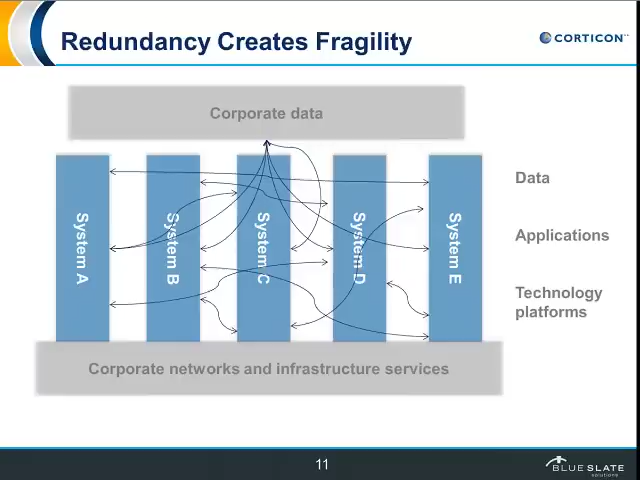 Redundancy Creates Fragility
CORTICON
Corporate data
System A
System B
System C
System D
System E
Data
Applications
Technology
platforms
Corporate networks and infrastructure services
11
BLUE SLATE
solutions